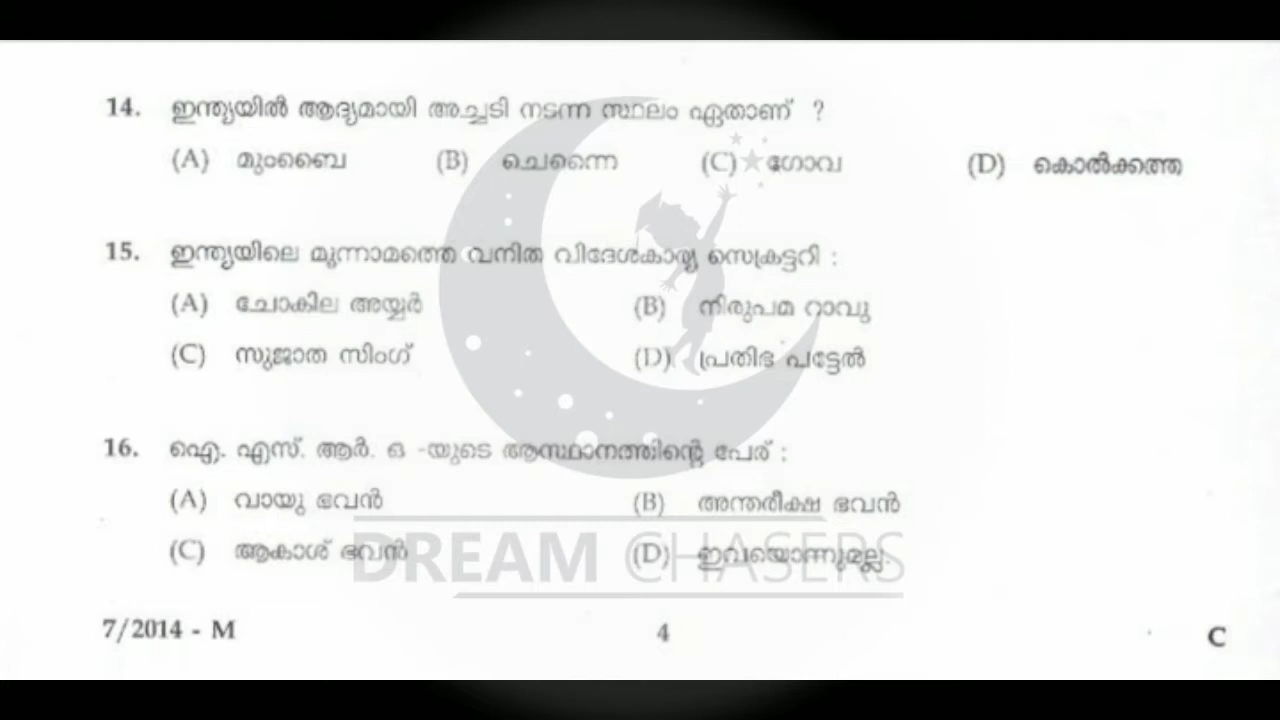 14. ഇന്ത്യയിൽ ആദ്യമായി അച്ചടി നടന്ന സ്ഥലം ഏതാണ് ?
(A) മുംബൈ (B) ചെന്നൈ (C) ഗോവ (D) കൊൽക്കത്ത
15. ഇന്ത്യയിലെ മൂന്നാമത്തെ വനിത വിദേശകാര്യ സെക്രട്ടറി :
(A) ചോകില അയ്യർ (B) നിരുപമ റാവു
(C) സുജാത സിംഗ് (D) പ്രതിഭ പട്ടേൽ
16. ഐ. എസ്. ആർ. ഒ -യുടെ ആസ്ഥാനത്തിന്റെ പേര് :
(A) വായു ഭവൻ (B) അന്തരീക്ഷ ഭവൻ
(C) ആകാശ് ഭവൻ (D) ഇവയൊന്നുമല്ല.
DREAM CHASERS
7/2014 - M 4 C